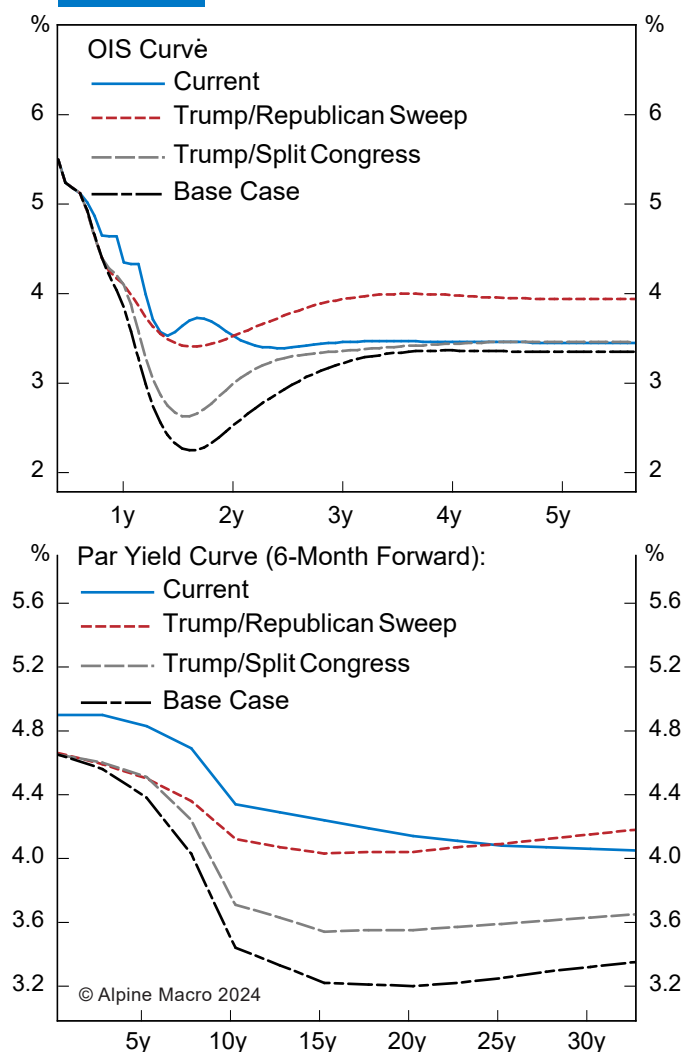 % %
OIS Curve
Current
Trump/Republican Sweep
Trump/Split Congress
Base Case
6 6
5 5
4 4
3 3
2 2
1y 2y 3y 4y 5y
% %
Par Yield Curve (6-Month Forward):
Current
Trump/Republican Sweep
Trump/Split Congress
Base Case
5.6 5.6
5.2 5.2
4.8 4.8
4.4 4.4
4.0 4.0
3.6 3.6
3.2 3.2
© Alpine Macro 2024
5y 10y 15y 20y 25y 30y